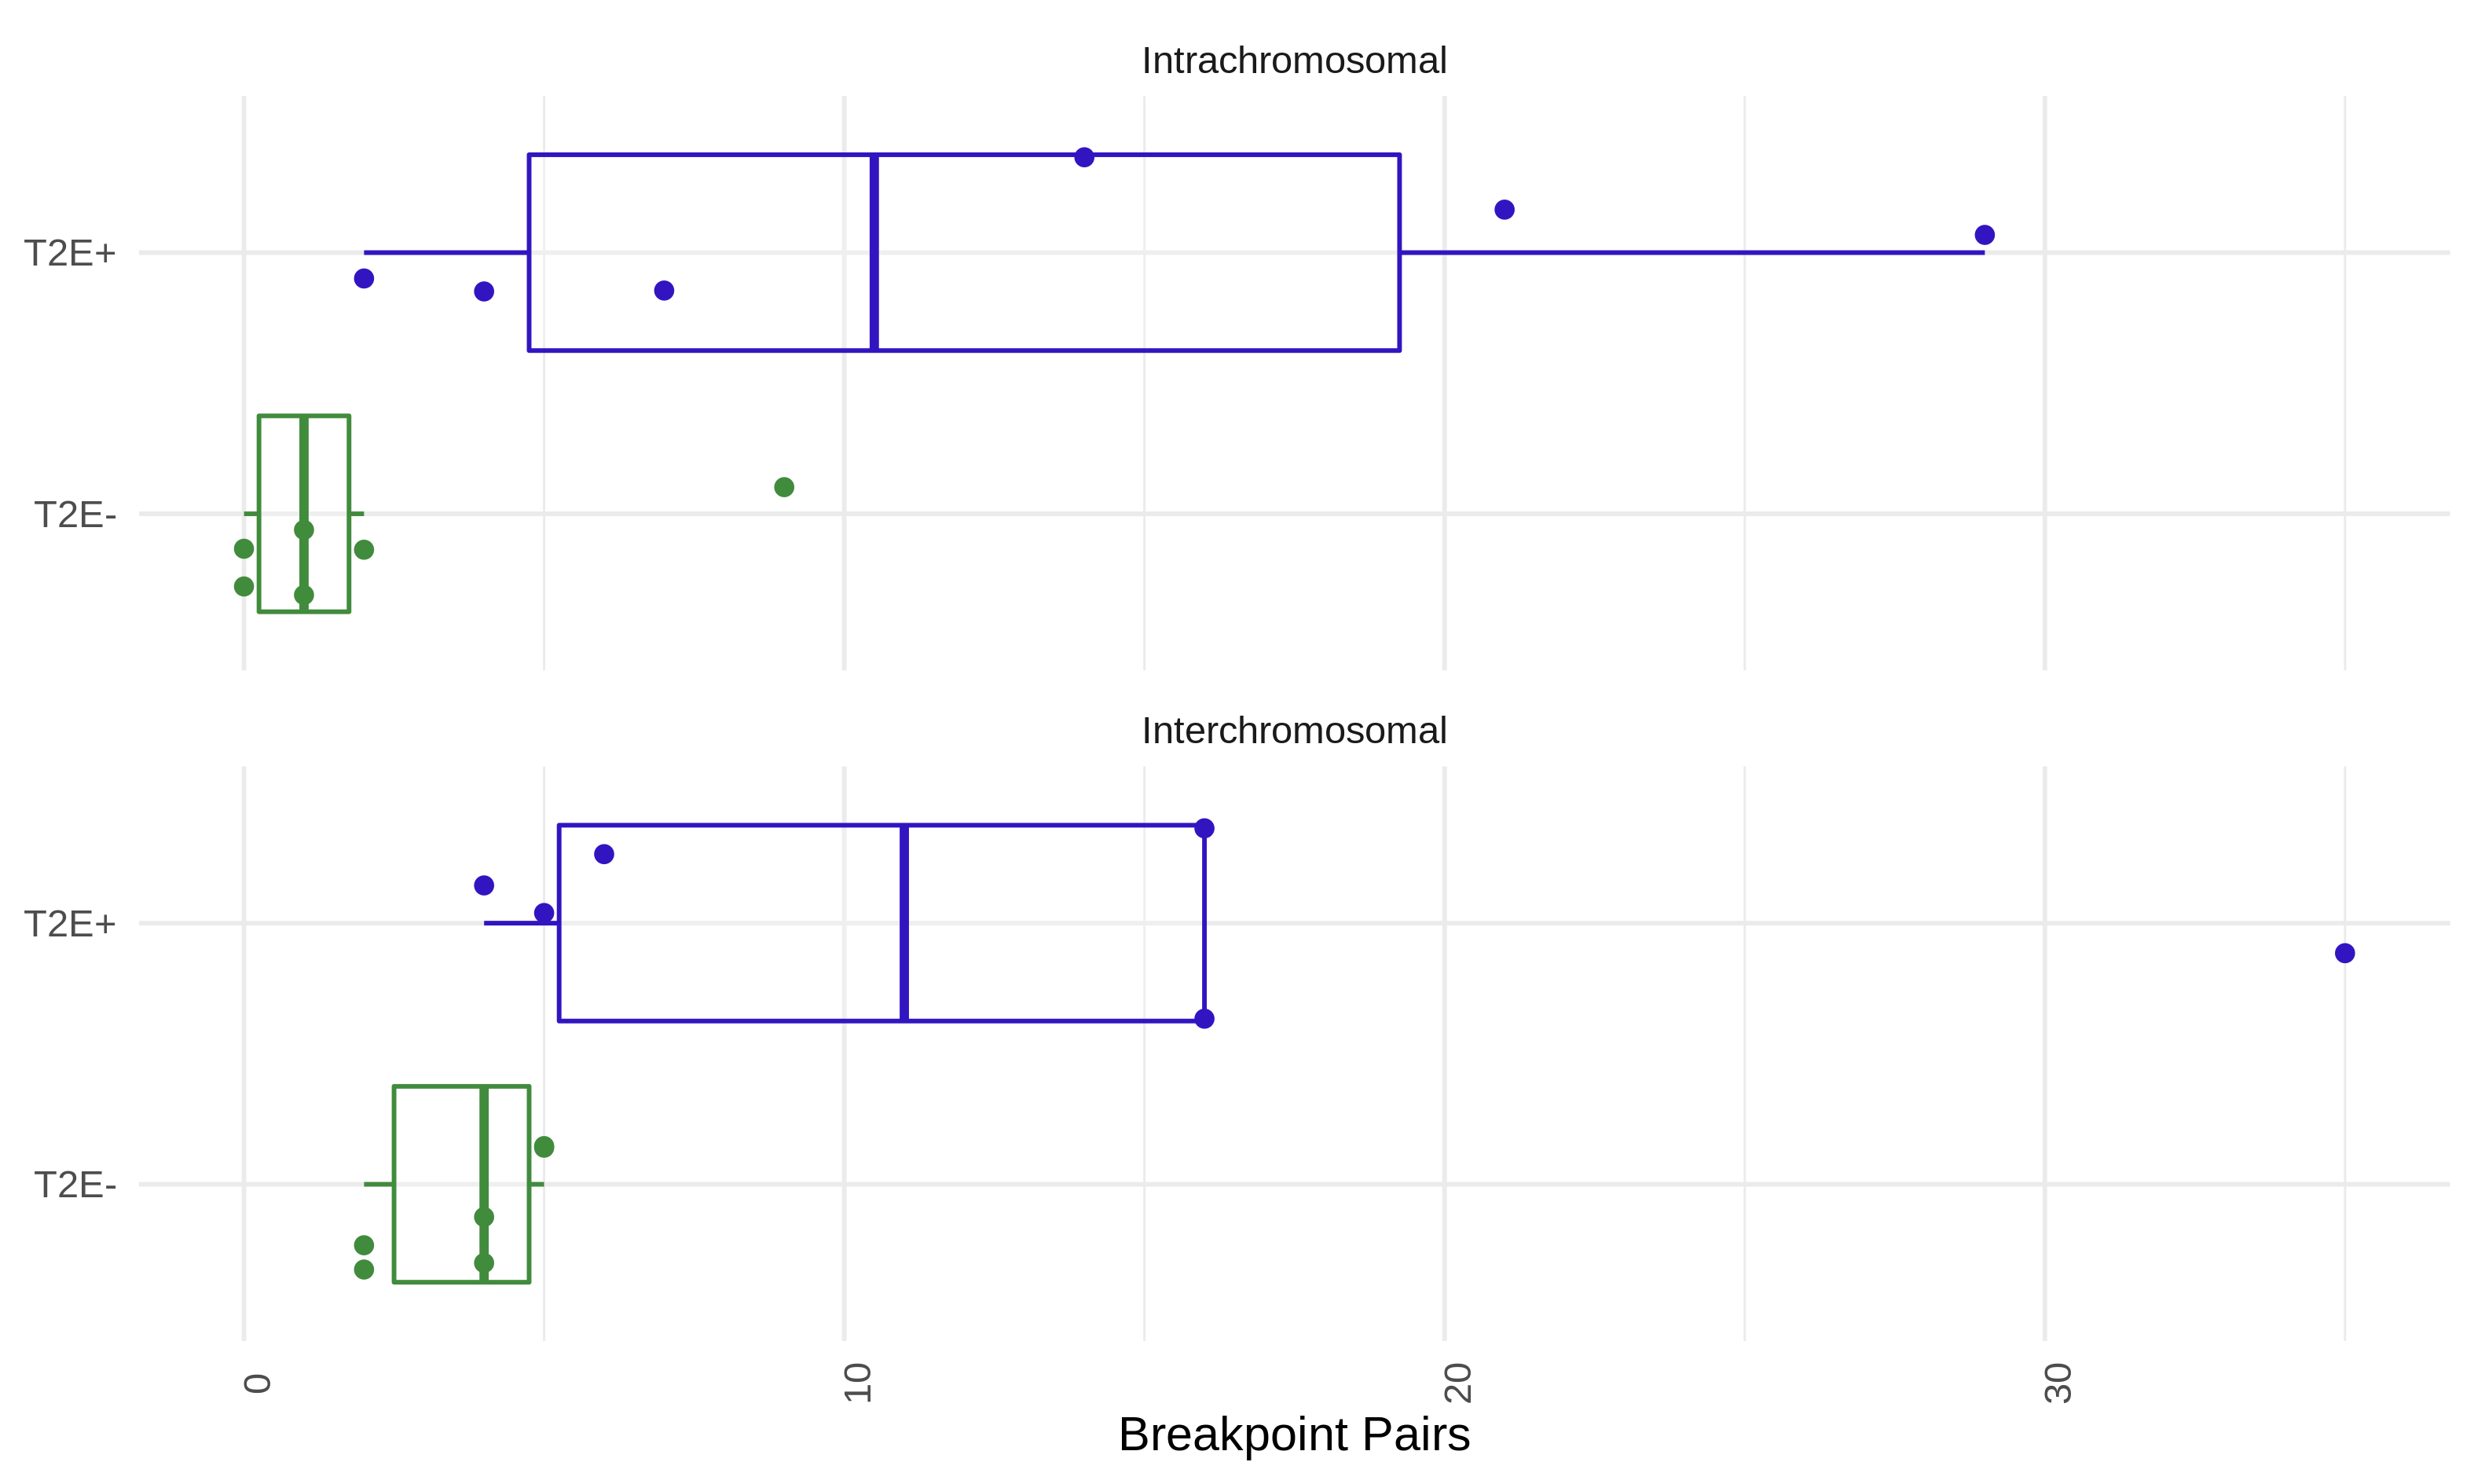 Intrachromosomal
T2E+
T2E-
Interchromosomal
T2E+
T2E-
0
10
20
30
Breakpoint Pairs